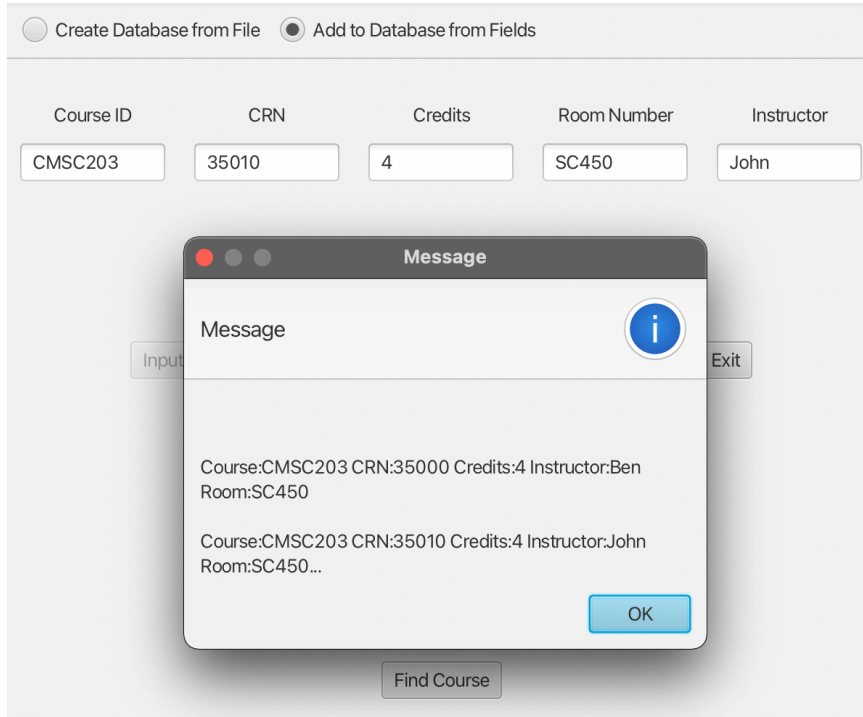 Create Database from File Add to Database from Fields
Course ID CRN Credits Room Number Instructor
CMSC203 35010 4 SC450 John
Message
Message
Input
Exit
Course:CMSC203 CRN:35000 Credits:4 Instructor:Ben
Room:SC450
Course:CMSC203 CRN:35010 Credits:4 Instructor:John
Room:SC450...
OK
Find Course